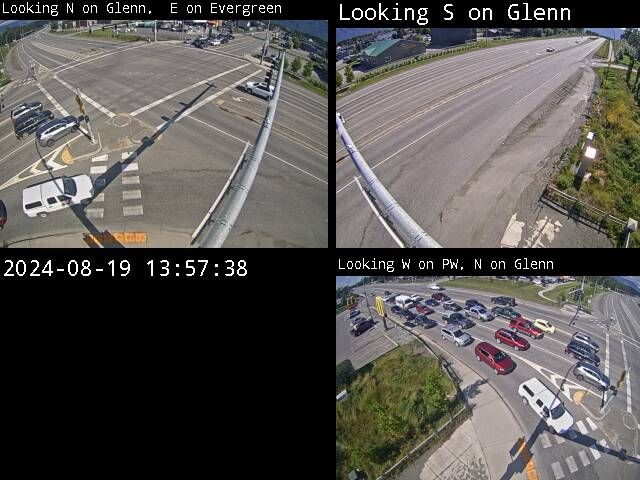 Looking N on Glenn,  E on Evergreen
Looking S on Glenn
2024-08-19 13:57:38
Looking W on PW, N on Glenn